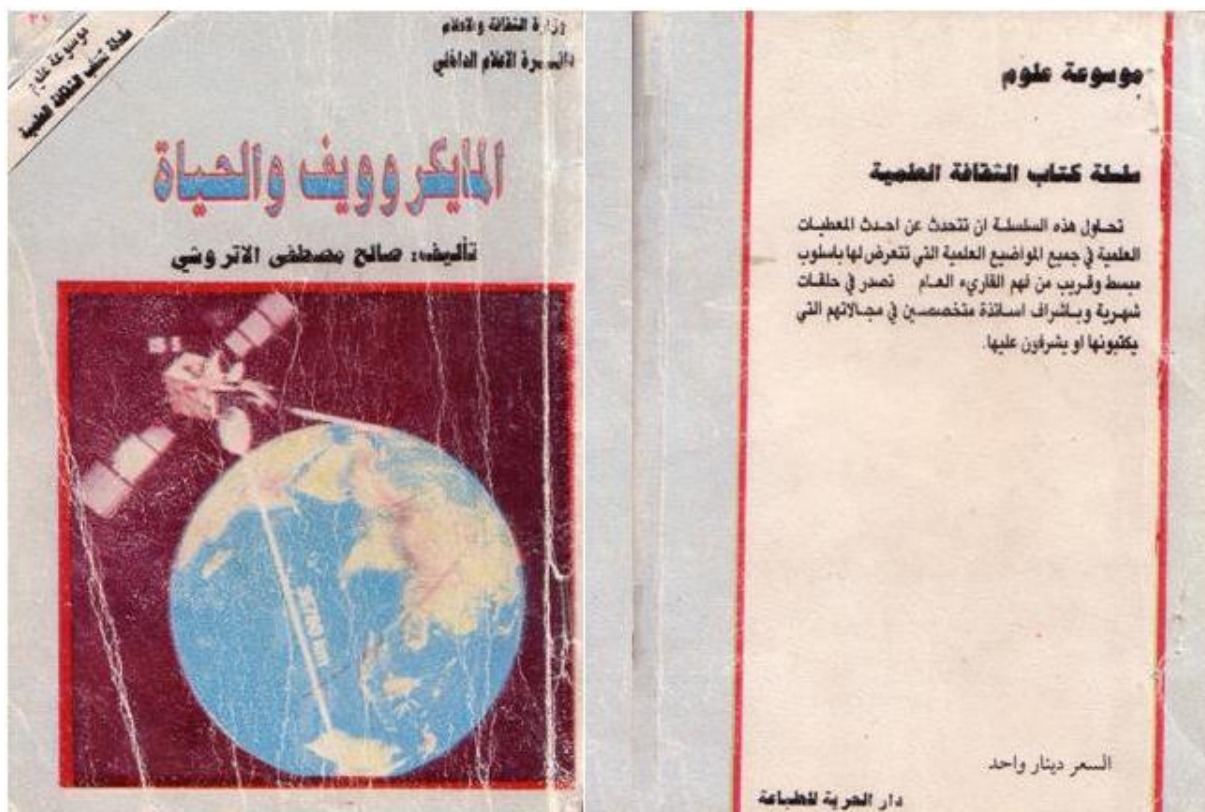 موسوعة علوم
سلسلة كتاب الثقافة العلمية
وزارة الثقافة والاعلام
دائـــرة الاعلام الداخلي
المايكروويف والحياة
تأليف: صالح مصطفى الاتروشي
موسوعة علوم
سلسلة كتاب الثقافة العلمية
تحاول هذه السلسلة ان تتحدث عن احدث المعطيات
العلمية في جميع المواضيع العلمية التي تتعرض لها باسلوب
مبسط وقريب من فهم القاريء العام تصدر في حلقات
شهرية وباشراف اساتذة متخصصين في مجالاتهم التي
يكتبونها او يشرفون عليها.
السعر دينار واحد
دار الحرية للطباعة